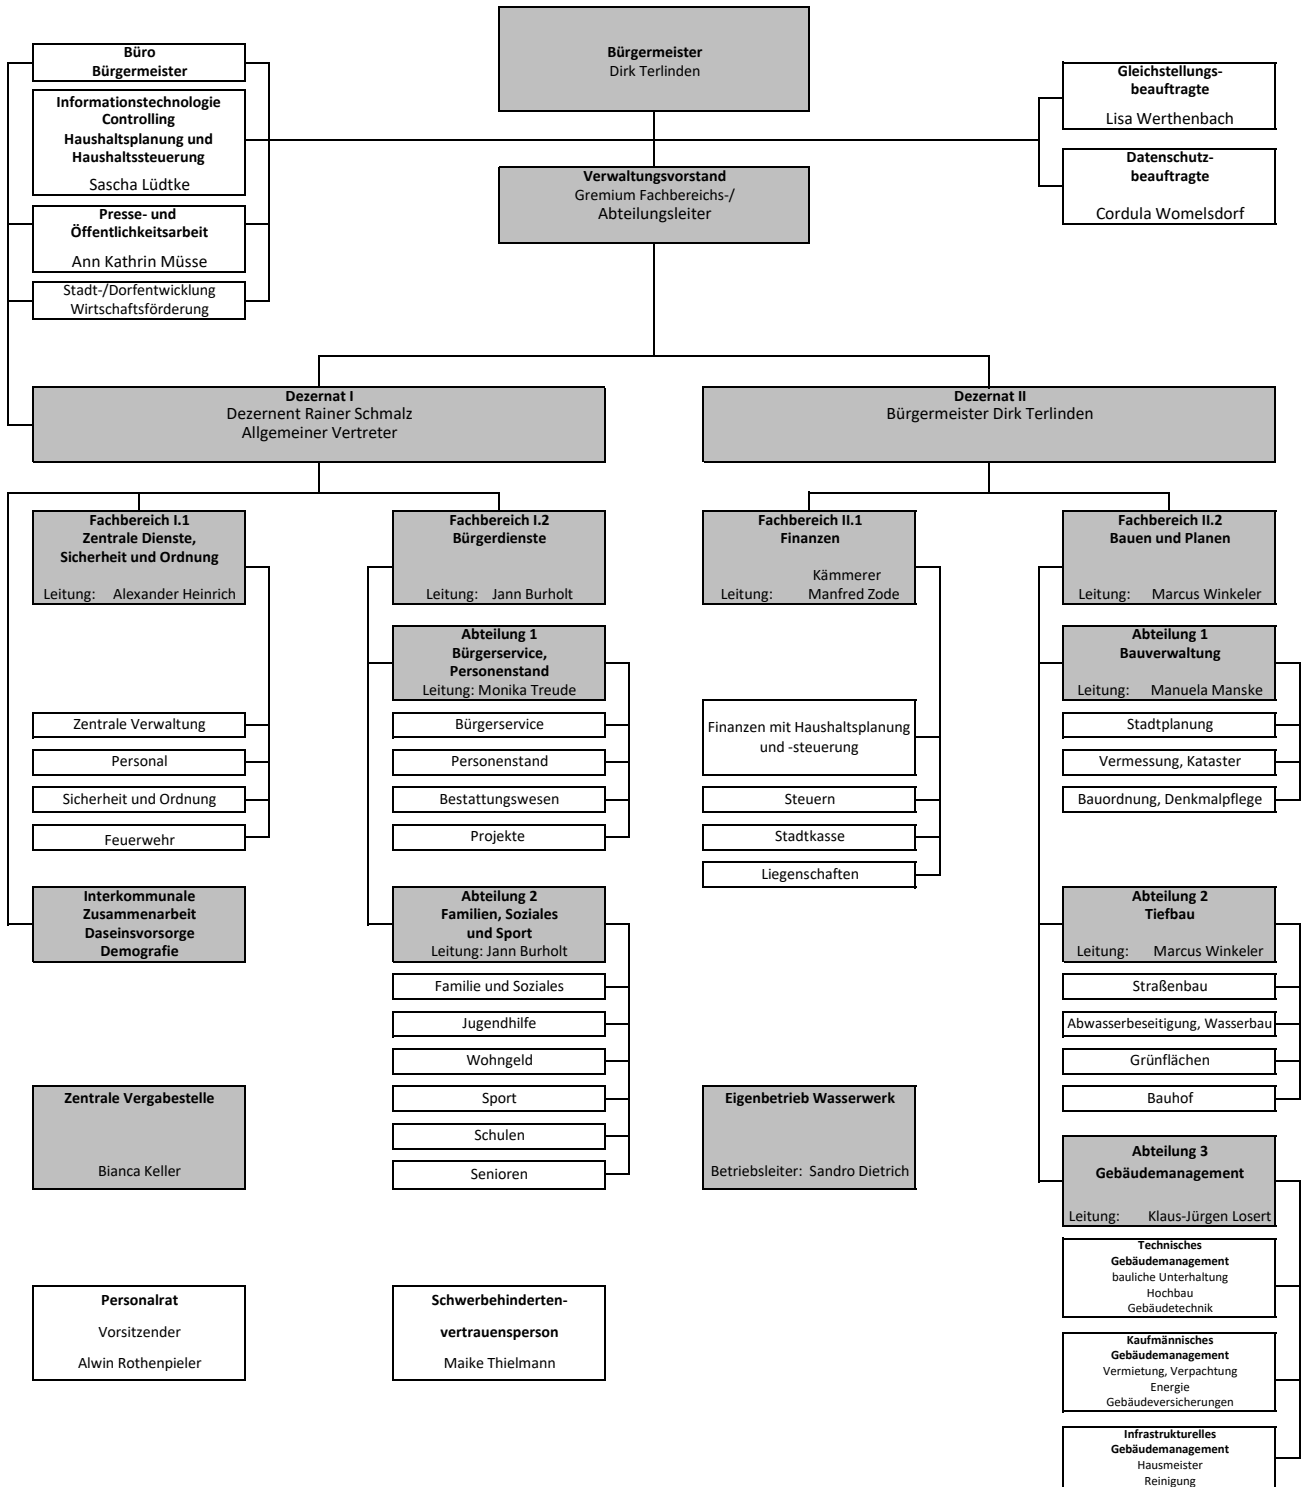 Bürgermeister
Dirk Terlinden
Büro
Bürgermeister
Informationstechnologie
Controlling
Haushaltsplanung und
Haushaltssteuerung
Sascha Lüdtke
Presse- und
Öffentlichkeitsarbeit
Ann Kathrin Müsse
Stadt-/Dorfentwicklung
Wirtschaftsförderung
Verwaltungsvorstand
Gremium Fachbereichs-/
Abteilungsleiter
Gleichstellungs-
beauftragte
Lisa Werthenbach
Datenschutz-
beauftragte
Cordula Womelsdorf
Dezernat I
Dezernent Rainer Schmalz
Allgemeiner Vertreter
Dezernat II
Bürgermeister Dirk Terlinden
Fachbereich I.1
Zentrale Dienste,
Sicherheit und Ordnung
Leitung: Alexander Heinrich
Zentrale Verwaltung
Personal
Sicherheit und Ordnung
Feuerwehr
Interkommunale
Zusammenarbeit
Daseinsvorsorge
Demografie
Zentrale Vergabestelle
Bianca Keller
Personalrat
Vorsitzender
Alwin Rothenpieler
Fachbereich I.2
Bürgerdienste
Leitung: Jann Burholt
Abteilung 1
Bürgerservice,
Personenstand
Leitung: Monika Treude
Bürgerservice
Personenstand
Bestattungswesen
Projekte
Abteilung 2
Familien, Soziales
und Sport
Leitung: Jann Burholt
Familie und Soziales
Jugendhilfe
Wohngeld
Sport
Schulen
Senioren
Schwerbehinderten-
vertrauensperson
Maike Thielmann
Fachbereich II.1
Finanzen
Kämmerer
Leitung: Manfred Zode
Finanzen mit Haushaltsplanung
und -steuerung
Steuern
Stadtkasse
Liegenschaften
Eigenbetrieb Wasserwerk
Betriebsleiter: Sandro Dietrich
Fachbereich II.2
Bauen und Planen
Leitung: Marcus Winkeler
Abteilung 1
Bauverwaltung
Leitung: Manuela Manske
Stadtplanung
Vermessung, Kataster
Bauordnung, Denkmalpflege
Abteilung 2
Tiefbau
Leitung: Marcus Winkeler
Straßenbau
Abwasserbeseitigung, Wasserbau
Grünflächen
Bauhof
Abteilung 3
Gebäudemanagement
Leitung: Klaus-Jürgen Losert
Technisches
Gebäudemanagement
bauliche Unterhaltung
Hochbau
Gebäudetechnik
Kaufmännisches
Gebäudemanagement
Vermietung, Verpachtung
Energie
Gebäudeversicherungen
Infrastrukturelles
Gebäudemanagement
Hausmeister
Reinigung